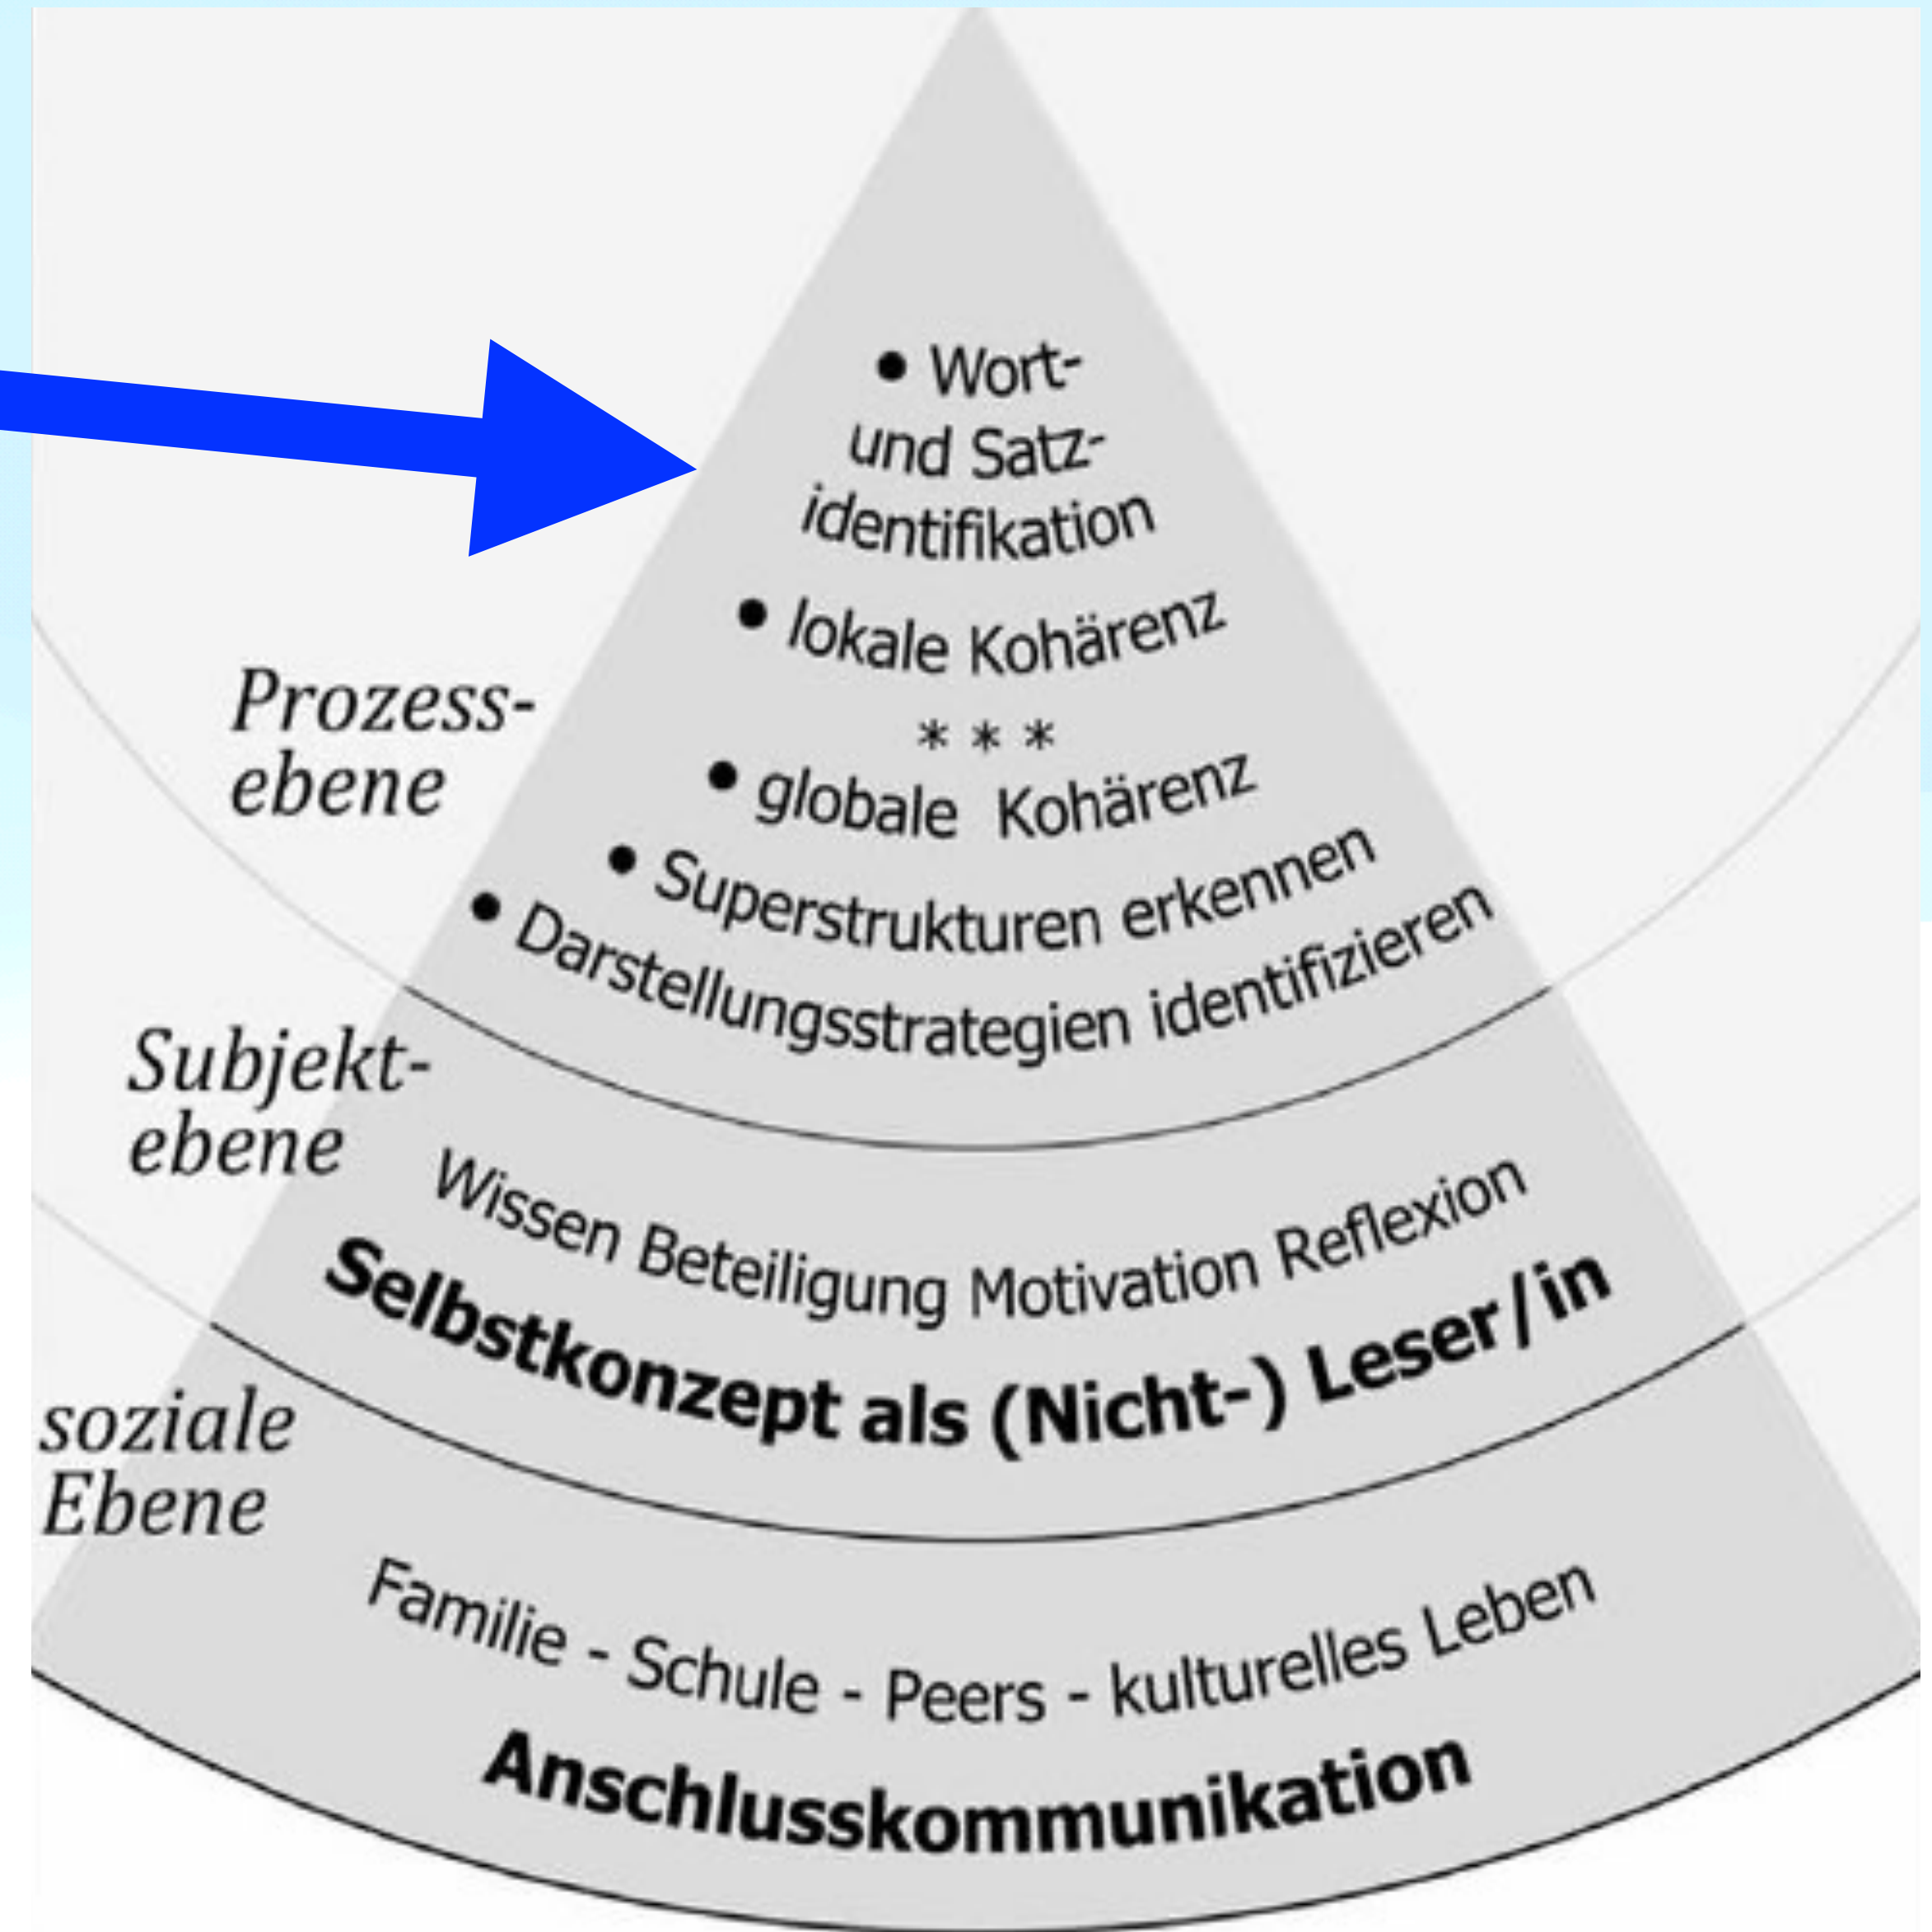 • Wort-
und Satz-
identifikation
• lokale Kohärenz
* * *
• globale Kohärenz
• Superstrukturen erkennen
• Darstellungsstrategien identifizieren
Prozess-
ebene
Wissen Beteiligung Motivation Reflexion
Selbstkonzept als (Nicht-) Leser/in
Subjekt-
ebene
Familie - Schule - Peers - kulturelles Leben
Anschlusskommunikation
soziale
Ebene